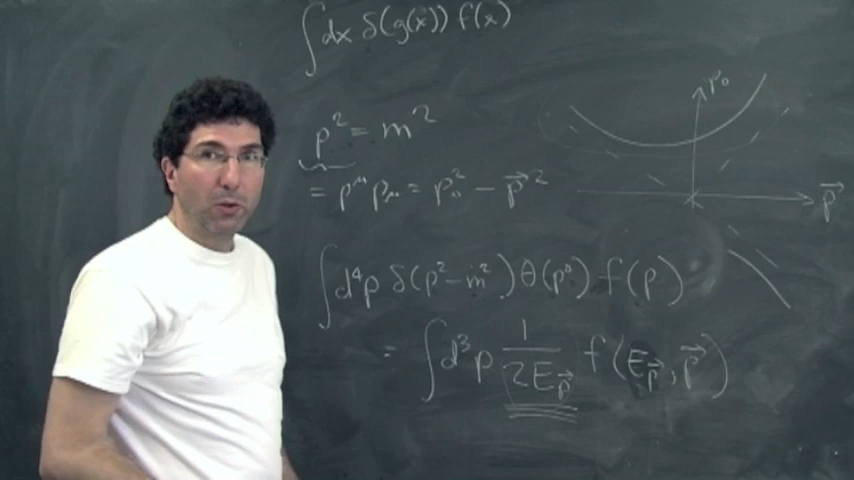 ∫dx δ(g(x)) f(x)
p² = m²
= p^μ p_μ = p₀² − p⃗²
∫d⁴p δ(p²−m²) θ(p⁰) f(p)
= ∫d³p 1/(2E_p⃗) f(E_p⃗, p⃗)
p⁰
p⃗